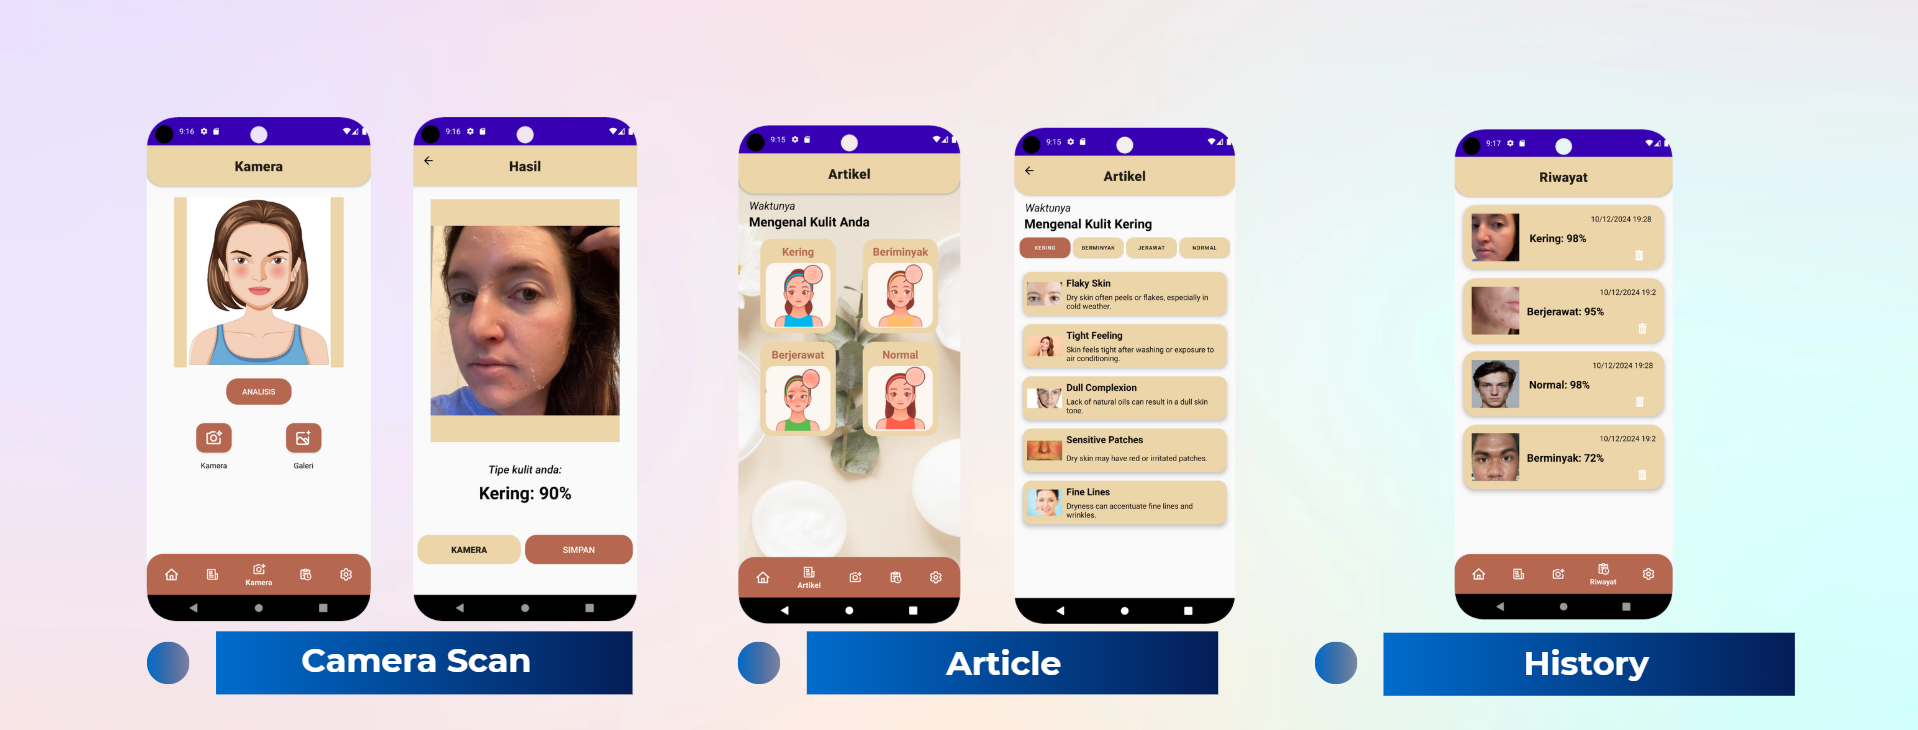 9:16
Kamera
ANALISIS
Kamera
Galeri
Kamera
9:16
Hasil
Tipe kulit anda:
Kering: 90%
KAMERA
SIMPAN
Camera Scan
9:15
Artikel
Waktunya
Mengenal Kulit Anda
Kering
Beriminyak
Berjerawat
Normal
Artikel
9:15
Artikel
Waktunya
Mengenal Kulit Kering
KERING
BERMINYAK
JERAWAT
NORMAL
Flaky Skin
Dry skin often peels or flakes, especially in
cold weather.
Tight Feeling
Skin feels tight after washing or exposure to
air conditioning.
Dull Complexion
Lack of natural oils can result in a dull skin
tone.
Sensitive Patches
Dry skin may have red or irritated patches.
Fine Lines
Dryness can accentuate fine lines and
wrinkles.
Article
9:17
Riwayat
10/12/2024 19:28
Kering: 98%
10/12/2024 19:2
Berjerawat: 95%
10/12/2024 19:28
Normal: 98%
10/12/2024 19:2
Berminyak: 72%
Riwayat
History